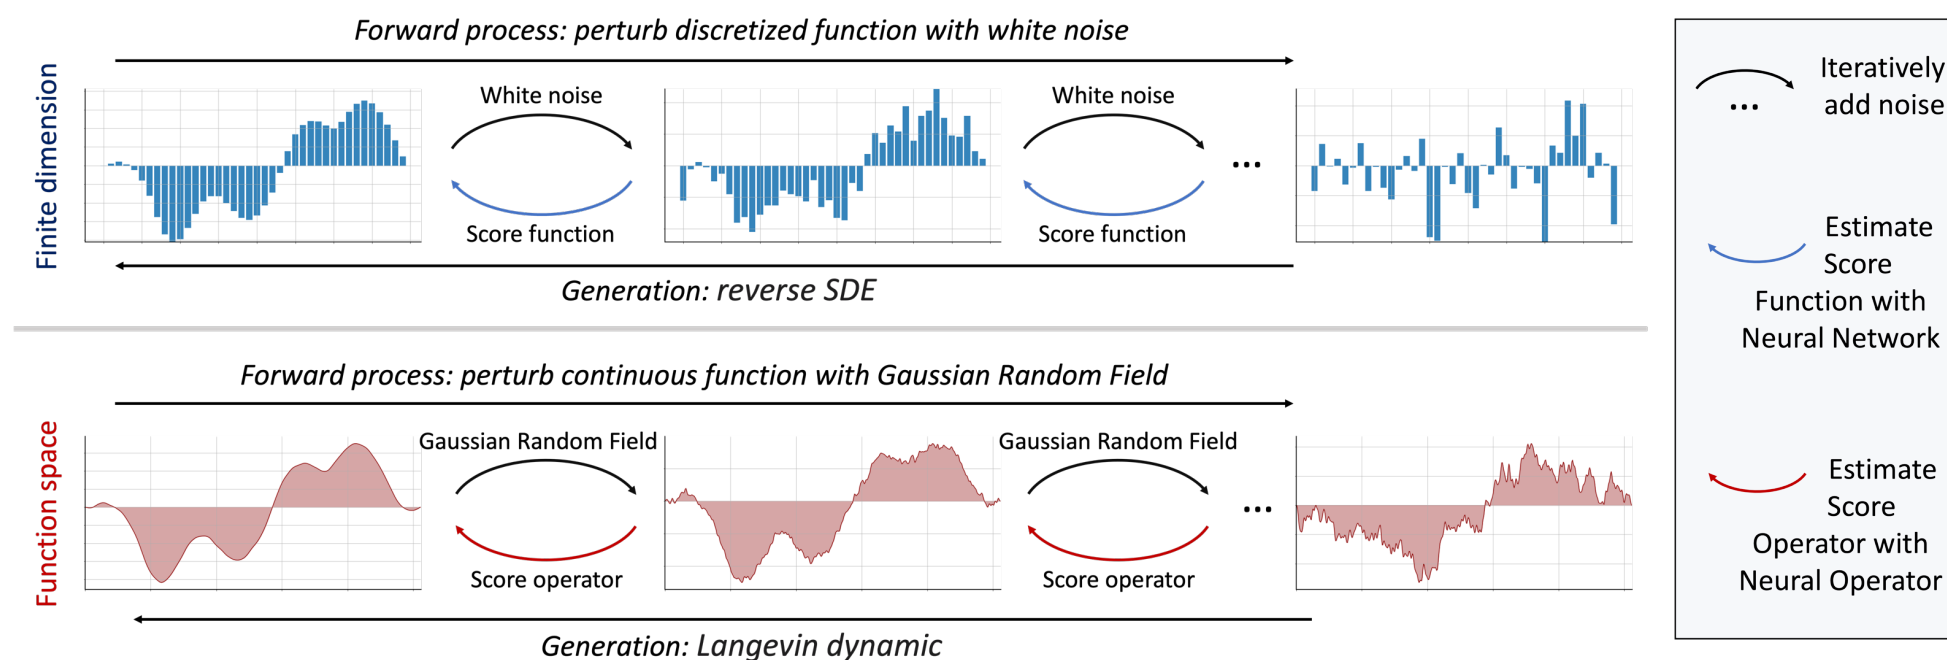 Forward process: perturb discretized function with white noise
Finite dimension
White noise
Score function
White noise
Score function
...
Generation: reverse SDE
Forward process: perturb continuous function with Gaussian Random Field
Function space
Gaussian Random Field
Score operator
Gaussian Random Field
Score operator
...
Generation: Langevin dynamic
Iteratively
... add noise
Estimate
Score
Function with
Neural Network
Estimate
Score
Operator with
Neural Operator